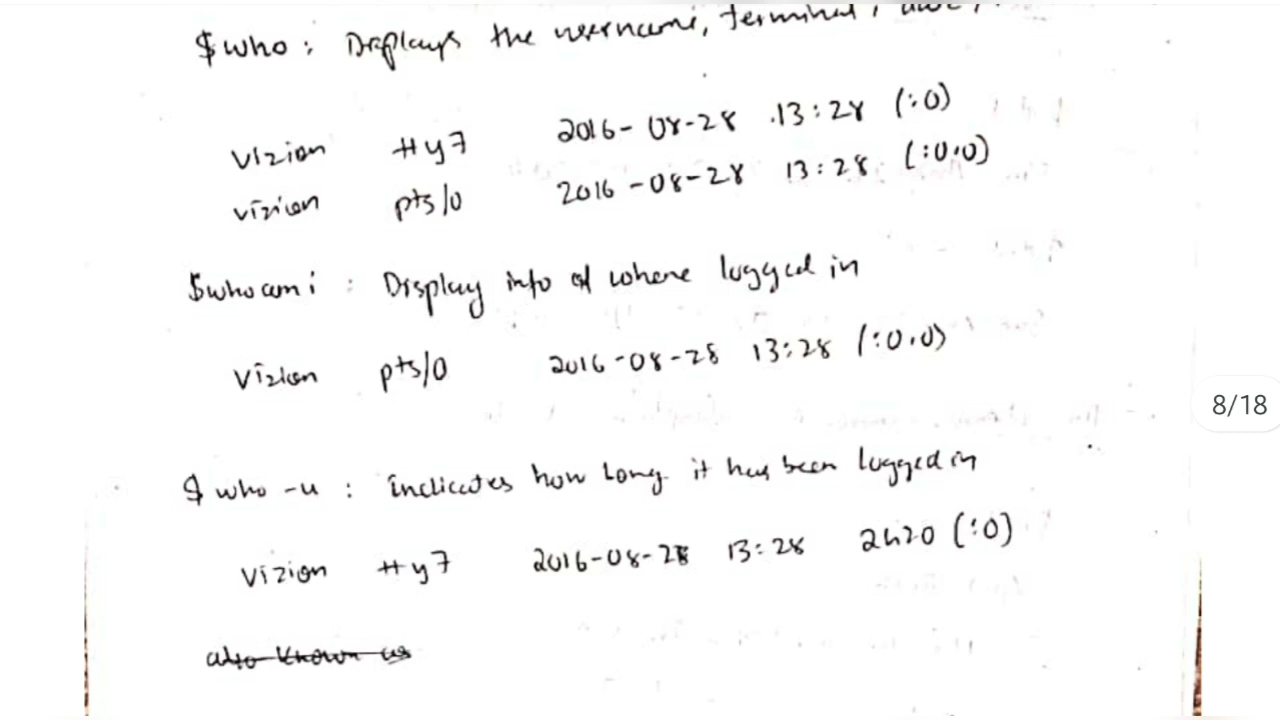 $ who : Displays the username, terminal,
vizion tty7 2016-08-28 13:28 (:0)
vizion pts/0 2016-08-28 13:28 (:0.0)
$ who am i : Display info of where logged in
vizion pts/0 2016-08-28 13:28 (:0.0)
$ who -u : indicates how long it has been logged in
vizion tty7 2016-08-28 13:28 2420 (:0)
also known as
8/18